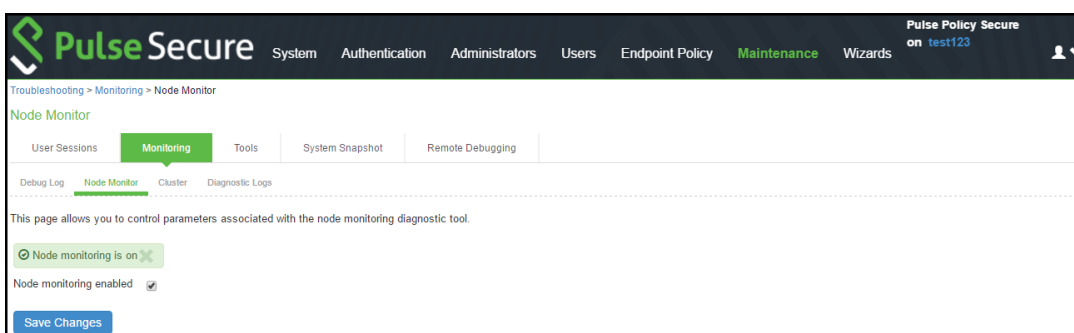 Pulse Secure
System Authentication Administrators Users Endpoint Policy Maintenance Wizards
Pulse Policy Secure
on test123
Troubleshooting > Monitoring > Node Monitor
Node Monitor
User Sessions Monitoring Tools System Snapshot Remote Debugging
Debug Log Node Monitor Cluster Diagnostic Logs
This page allows you to control parameters associated with the node monitoring diagnostic tool.
Node monitoring is on
Node monitoring enabled
Save Changes